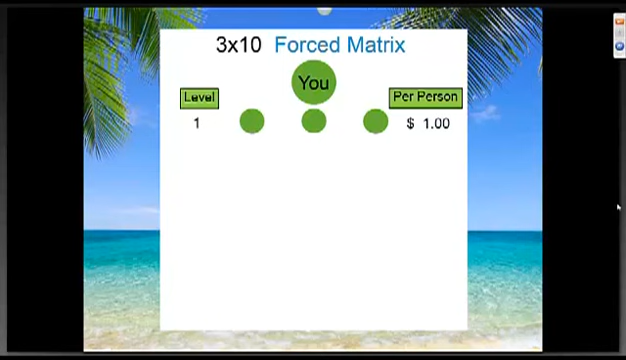 3x10 Forced Matrix
You
Level
Per Person
1
$ 1.00